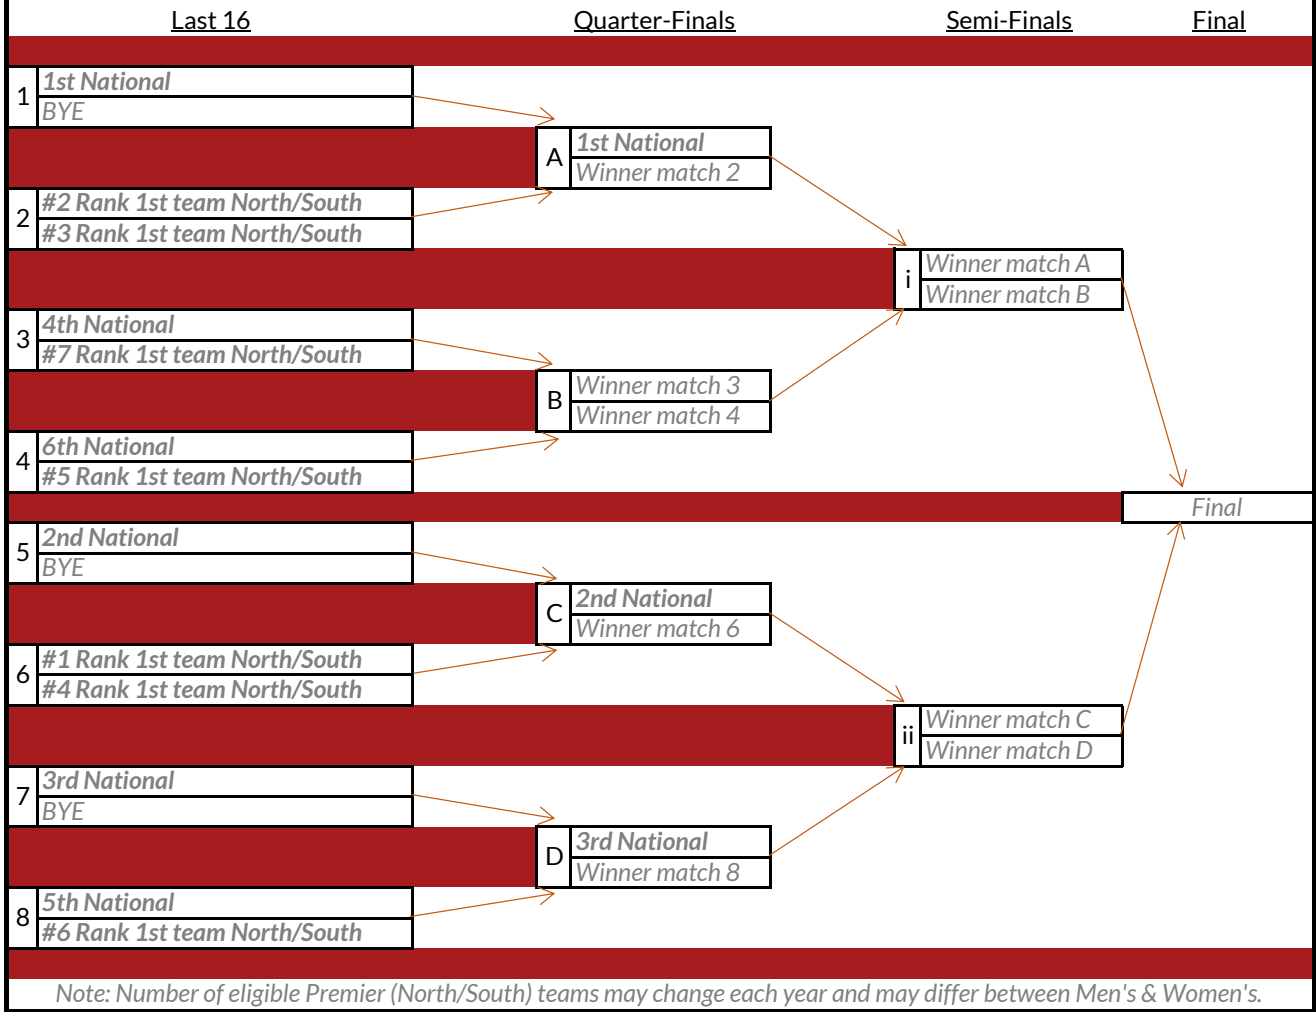 Last 16
Quarter-Finals
Semi-Finals
Final
1
1st National
BYE
A
1st National
Winner match 2
2
#2 Rank 1st team North/South
#3 Rank 1st team North/South
i
Winner match A
Winner match B
3
4th National
#7 Rank 1st team North/South
B
Winner match 3
Winner match 4
4
6th National
#5 Rank 1st team North/South
Final
5
2nd National
BYE
C
2nd National
Winner match 6
6
#1 Rank 1st team North/South
#4 Rank 1st team North/South
ii
Winner match C
Winner match D
7
3rd National
BYE
D
3rd National
Winner match 8
8
5th National
#6 Rank 1st team North/South
Note: Number of eligible Premier (North/South) teams may change each year and may differ between Men's & Women's.